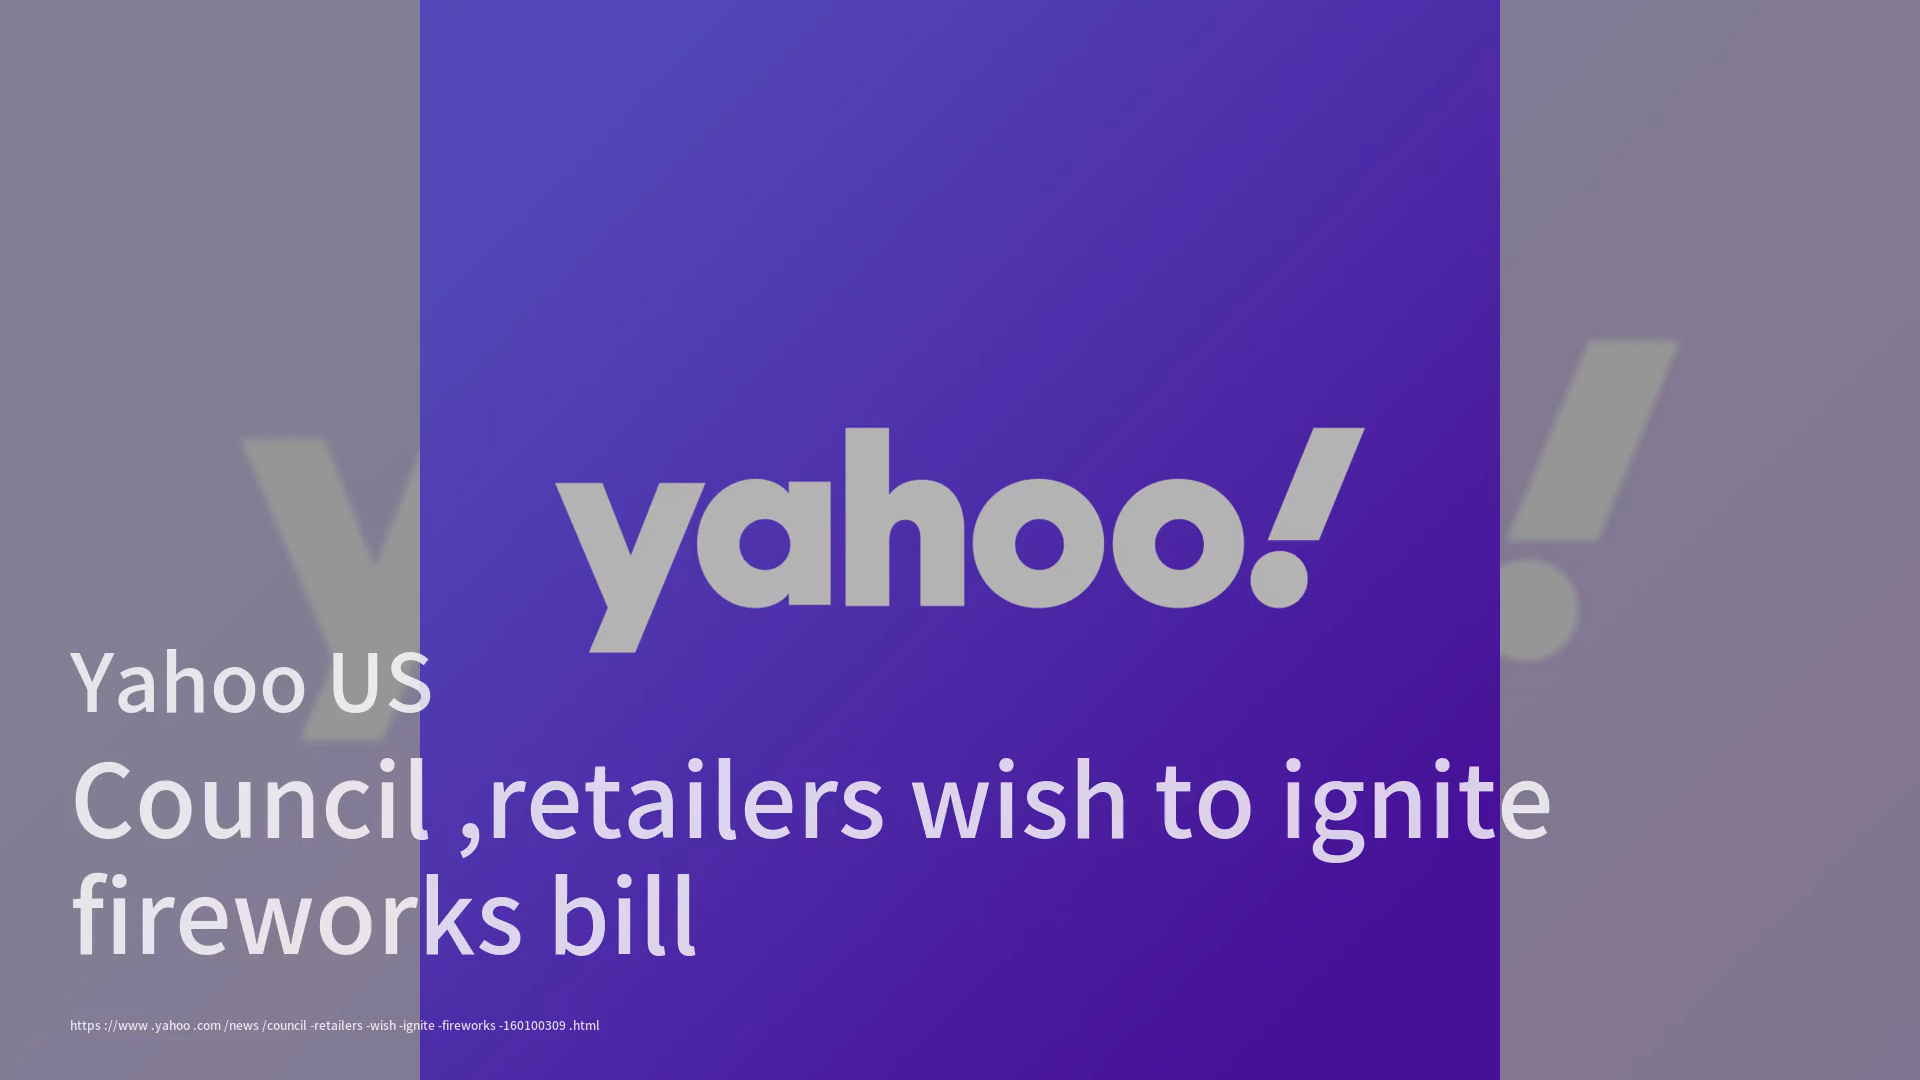 yahoo!
Yahoo US
Council ,retailers wish to ignite
fireworks bill
https ://www .yahoo .com /news /council -retailers -wish -ignite -fireworks -160100309 .html